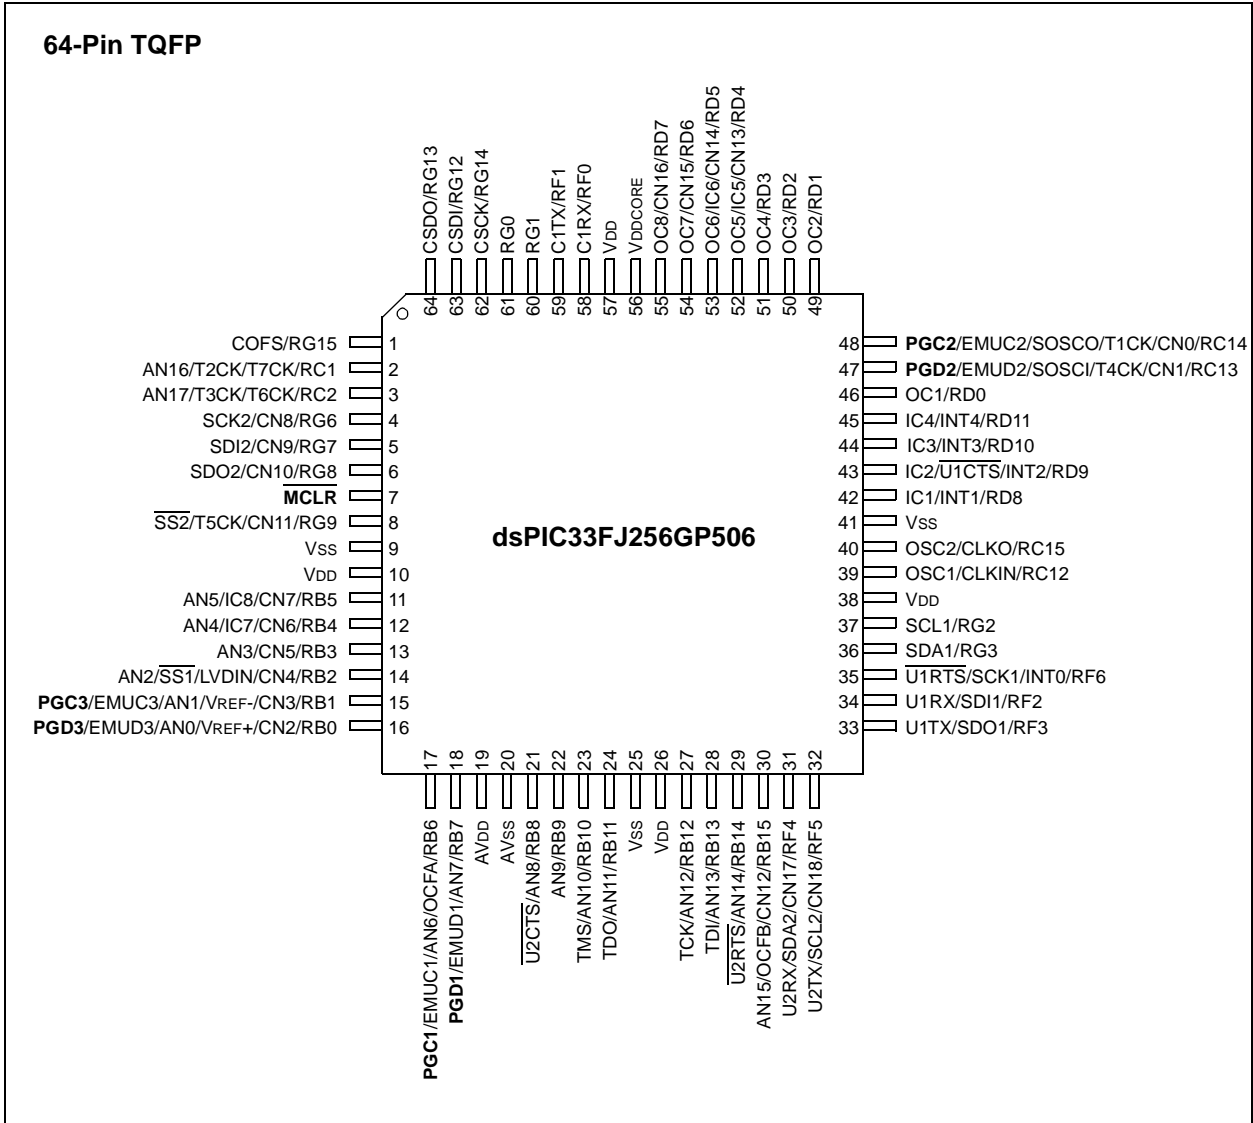 64-Pin TQFP
CSDO/RG13
CSDI/RG12
CSCK/RG14
RG0
RG1
C1TX/RF1
C1RX/RF0
VDD
VDDCORE
OC8/CN16/RD7
OC7/CN15/RD6
OC6/IC6/CN14/RD5
OC5/IC5/CN13/RD4
OC4/RD3
OC3/RD2
OC2/RD1
64 63 62 61 60 59 58 57 56 55 54 53 52 51 50 49
COFS/RG15 1
AN16/T2CK/T7CK/RC1 2
AN17/T3CK/T6CK/RC2 3
SCK2/CN8/RG6 4
SDI2/CN9/RG7 5
SDO2/CN10/RG8 6
MCLR 7
SS2/T5CK/CN11/RG9 8
VSS 9
VDD 10
AN5/IC8/CN7/RB5 11
AN4/IC7/CN6/RB4 12
AN3/CN5/RB3 13
AN2/SS1/LVDIN/CN4/RB2 14
PGC3/EMUC3/AN1/VREF-/CN3/RB1 15
PGD3/EMUD3/AN0/VREF+/CN2/RB0 16
dsPIC33FJ256GP506
48 PGC2/EMUC2/SOSCO/T1CK/CN0/RC14
47 PGD2/EMUD2/SOSCI/T4CK/CN1/RC13
46 OC1/RD0
45 IC4/INT4/RD11
44 IC3/INT3/RD10
43 IC2/U1CTS/INT2/RD9
42 IC1/INT1/RD8
41 VSS
40 OSC2/CLKO/RC15
39 OSC1/CLKIN/RC12
38 VDD
37 SCL1/RG2
36 SDA1/RG3
35 U1RTS/SCK1/INT0/RF6
34 U1RX/SDI1/RF2
33 U1TX/SDO1/RF3
17 18 19 20 21 22 23 24 25 26 27 28 29 30 31 32
PGC1/EMUC1/AN6/OCFA/RB6
PGD1/EMUD1/AN7/RB7
AVDD
AVSS
U2CTS/AN8/RB8
AN9/RB9
TMS/AN10/RB10
TDO/AN11/RB11
VSS
VDD
TCK/AN12/RB12
TDI/AN13/RB13
U2RTS/AN14/RB14
AN15/OCFB/CN12/RB15
U2RX/SDA2/CN17/RF4
U2TX/SCL2/CN18/RF5